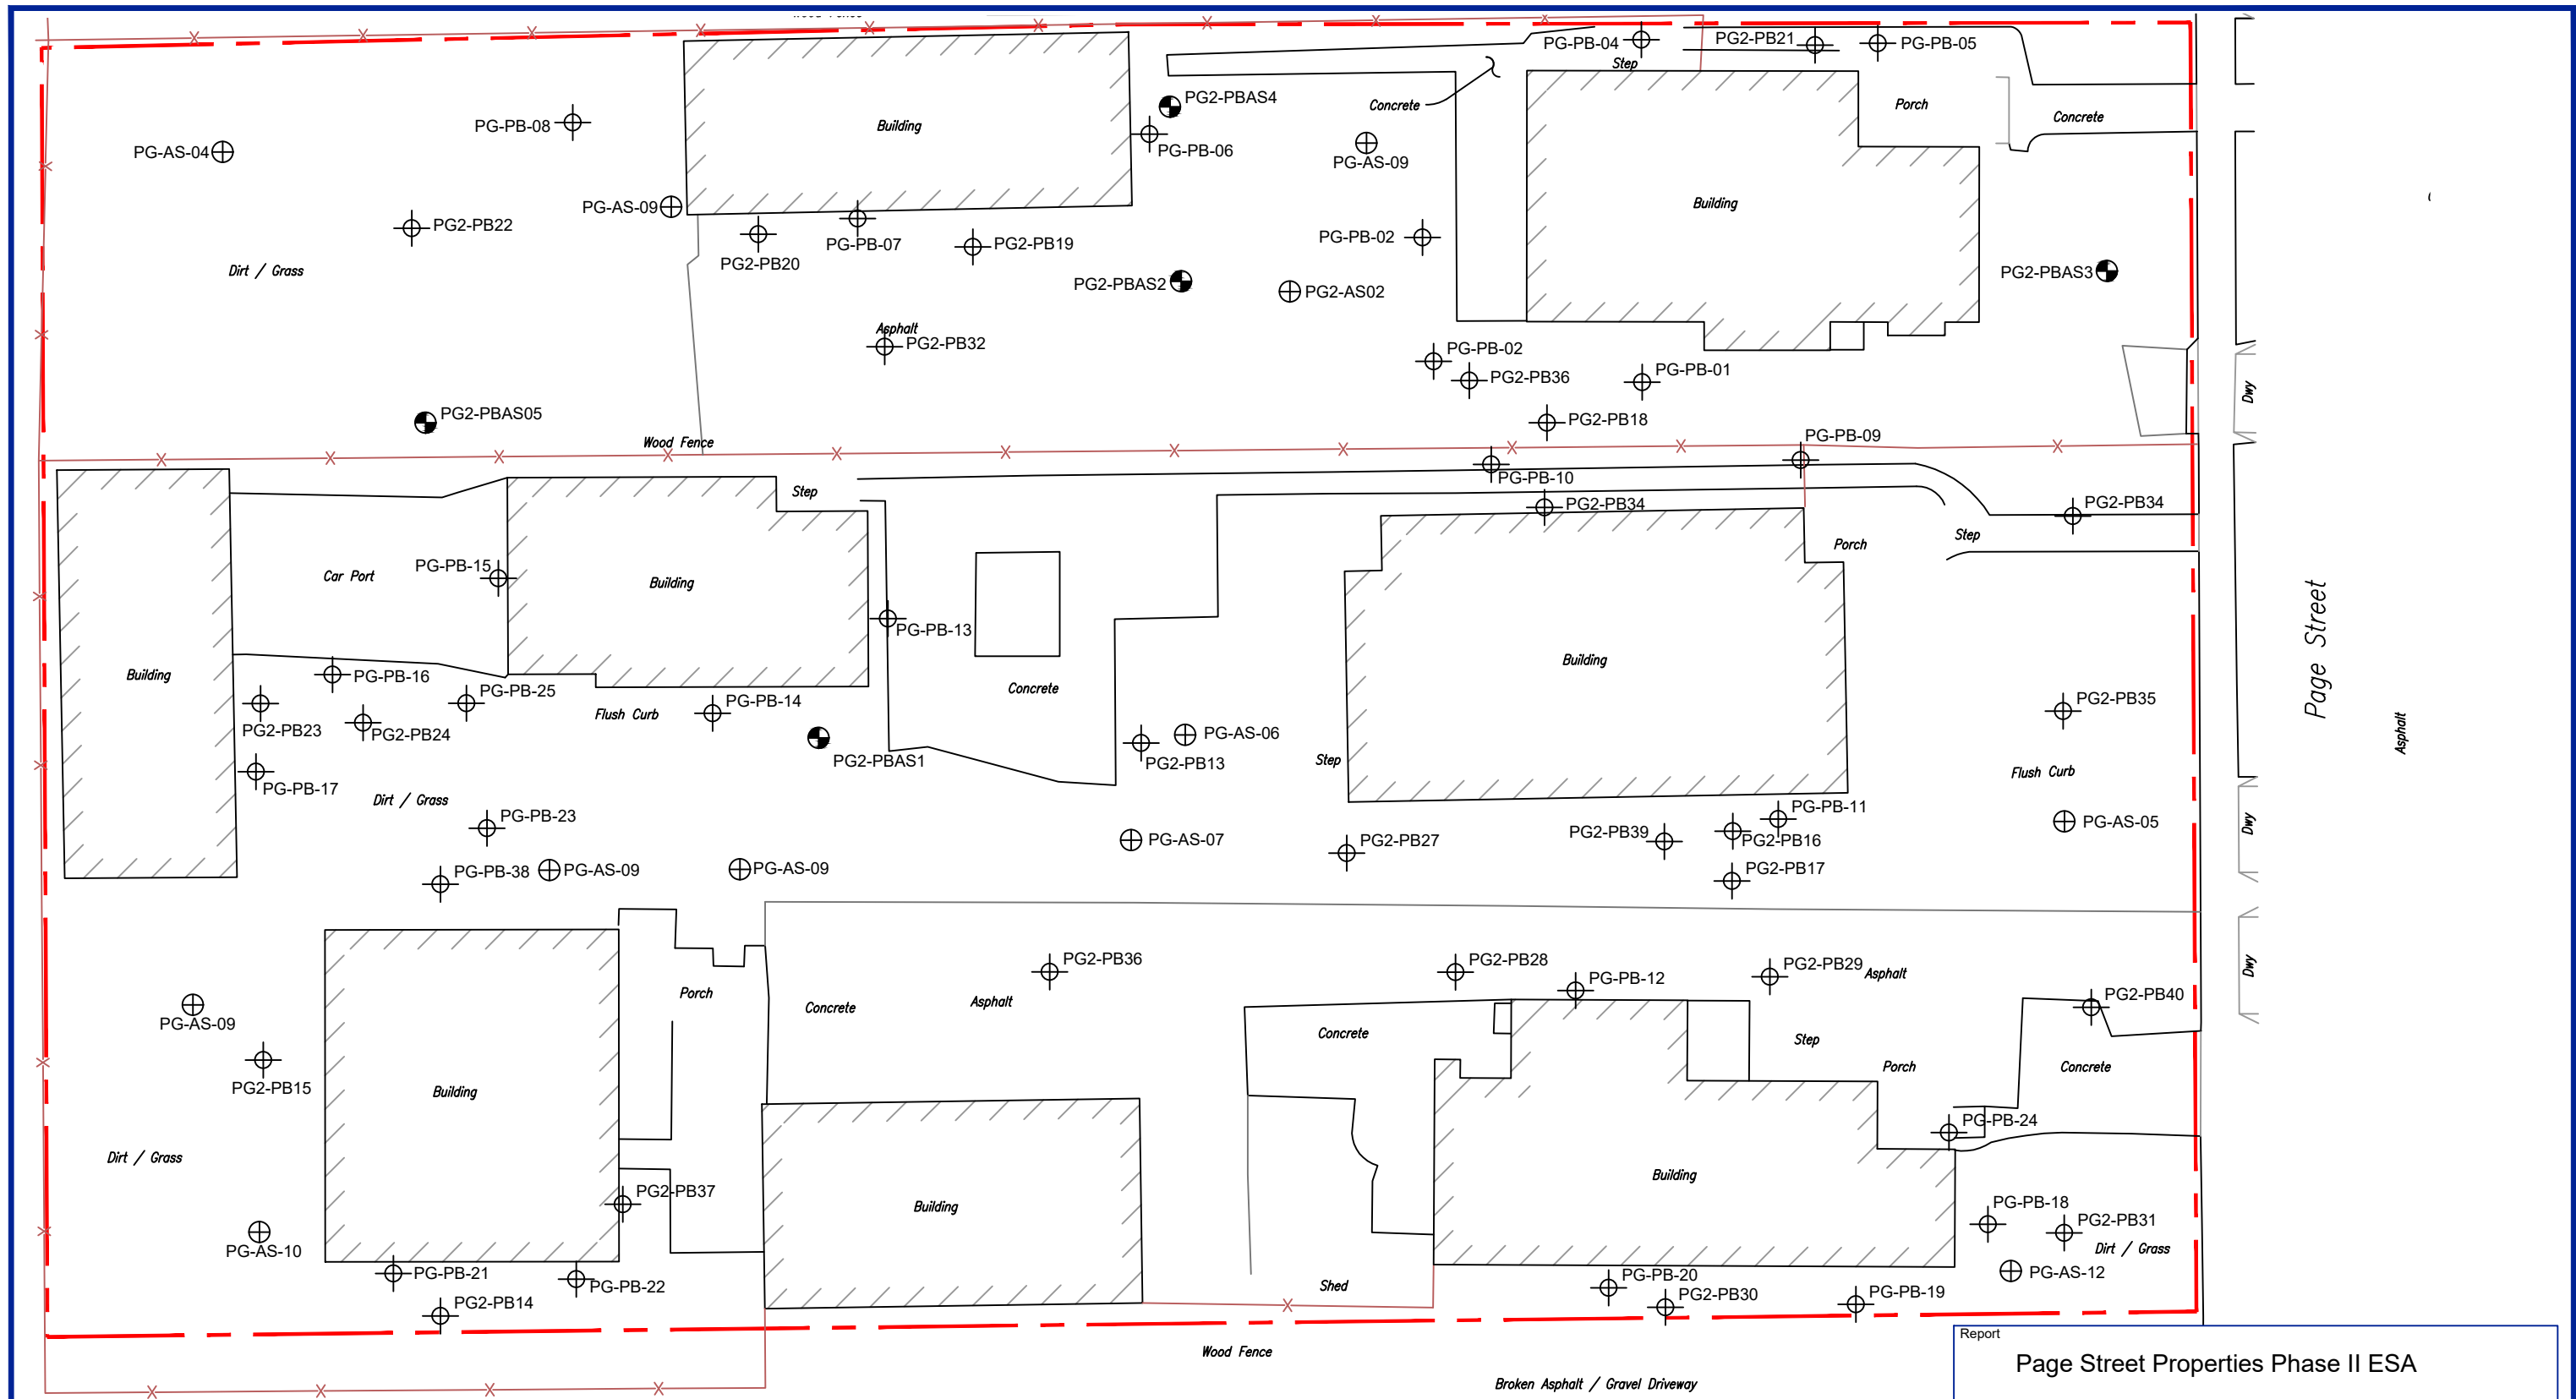 PG-PB-04
PG2-PB21
PG-PB-05
Step
PG2-PBAS4
Concrete
Porch
Concrete
PG-PB-08
Building
PG-AS-04
PG-PB-06
PG-AS-09
Building
PG-AS-09
PG2-PB22
PG-PB-07
PG2-PB19
PG-PB-02
PG2-PB20
Dirt / Grass
PG2-PBAS2
PG2-AS02
PG2-PBAS3
Asphalt
PG2-PB32
PG-PB-02
PG2-PB36
PG-PB-01
Dwy
PG2-PBAS05
PG2-PB18
Wood Fence
PG-PB-09
PG-PB-10
Step
PG2-PB34
PG2-PB34
Step
Porch
PG-PB-15
Car Port
Building
PG-PB-13
Page Street
Building
Building
PG-PB-16
PG-PB-25
Concrete
PG2-PB35
PG-PB-14
Flush Curb
PG2-PB23
PG2-PB24
PG-AS-06
Asphalt
PG2-PBAS1
PG2-PB13
Step
Flush Curb
PG-PB-17
Dirt / Grass
PG-PB-11
PG-PB-23
PG-AS-07
PG2-PB39
PG2-PB16
PG-AS-05
Dwy
PG2-PB27
PG-PB-38
PG-AS-09
PG-AS-09
PG2-PB17
PG2-PB36
PG2-PB28
PG-PB-12
PG2-PB29
Asphalt
Dwy
Porch
Concrete
Asphalt
PG2-PB40
PG-AS-09
Concrete
Step
PG2-PB15
Building
Porch
Concrete
PG-PB-24
Dirt / Grass
Building
PG2-PB37
Building
PG-PB-18
PG2-PB31
PG-AS-10
Dirt / Grass
PG-PB-21
PG-PB-22
Shed
PG-PB-20
PG-AS-12
PG2-PB14
PG2-PB30
PG-PB-19
Wood Fence
Report
Page Street Properties Phase II ESA
Broken Asphalt / Gravel Driveway